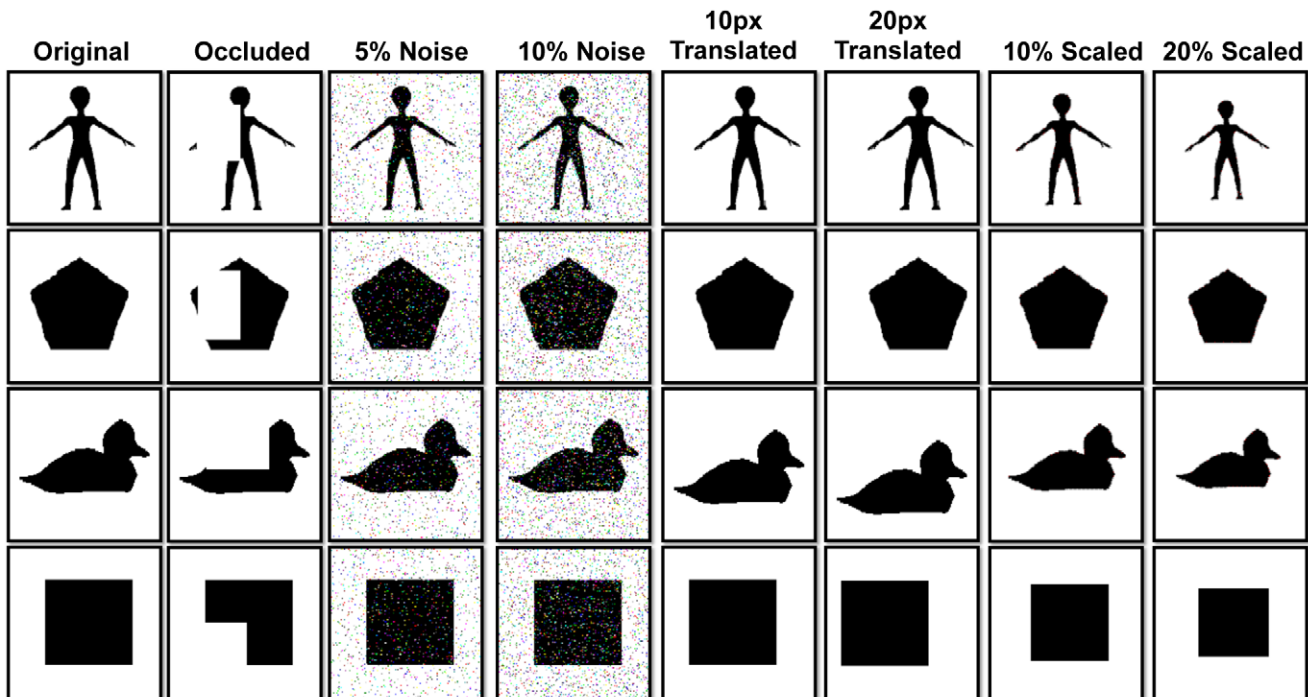 Original
Occluded
5% Noise
10% Noise
10px
Translated
20px
Translated
10% Scaled
20% Scaled